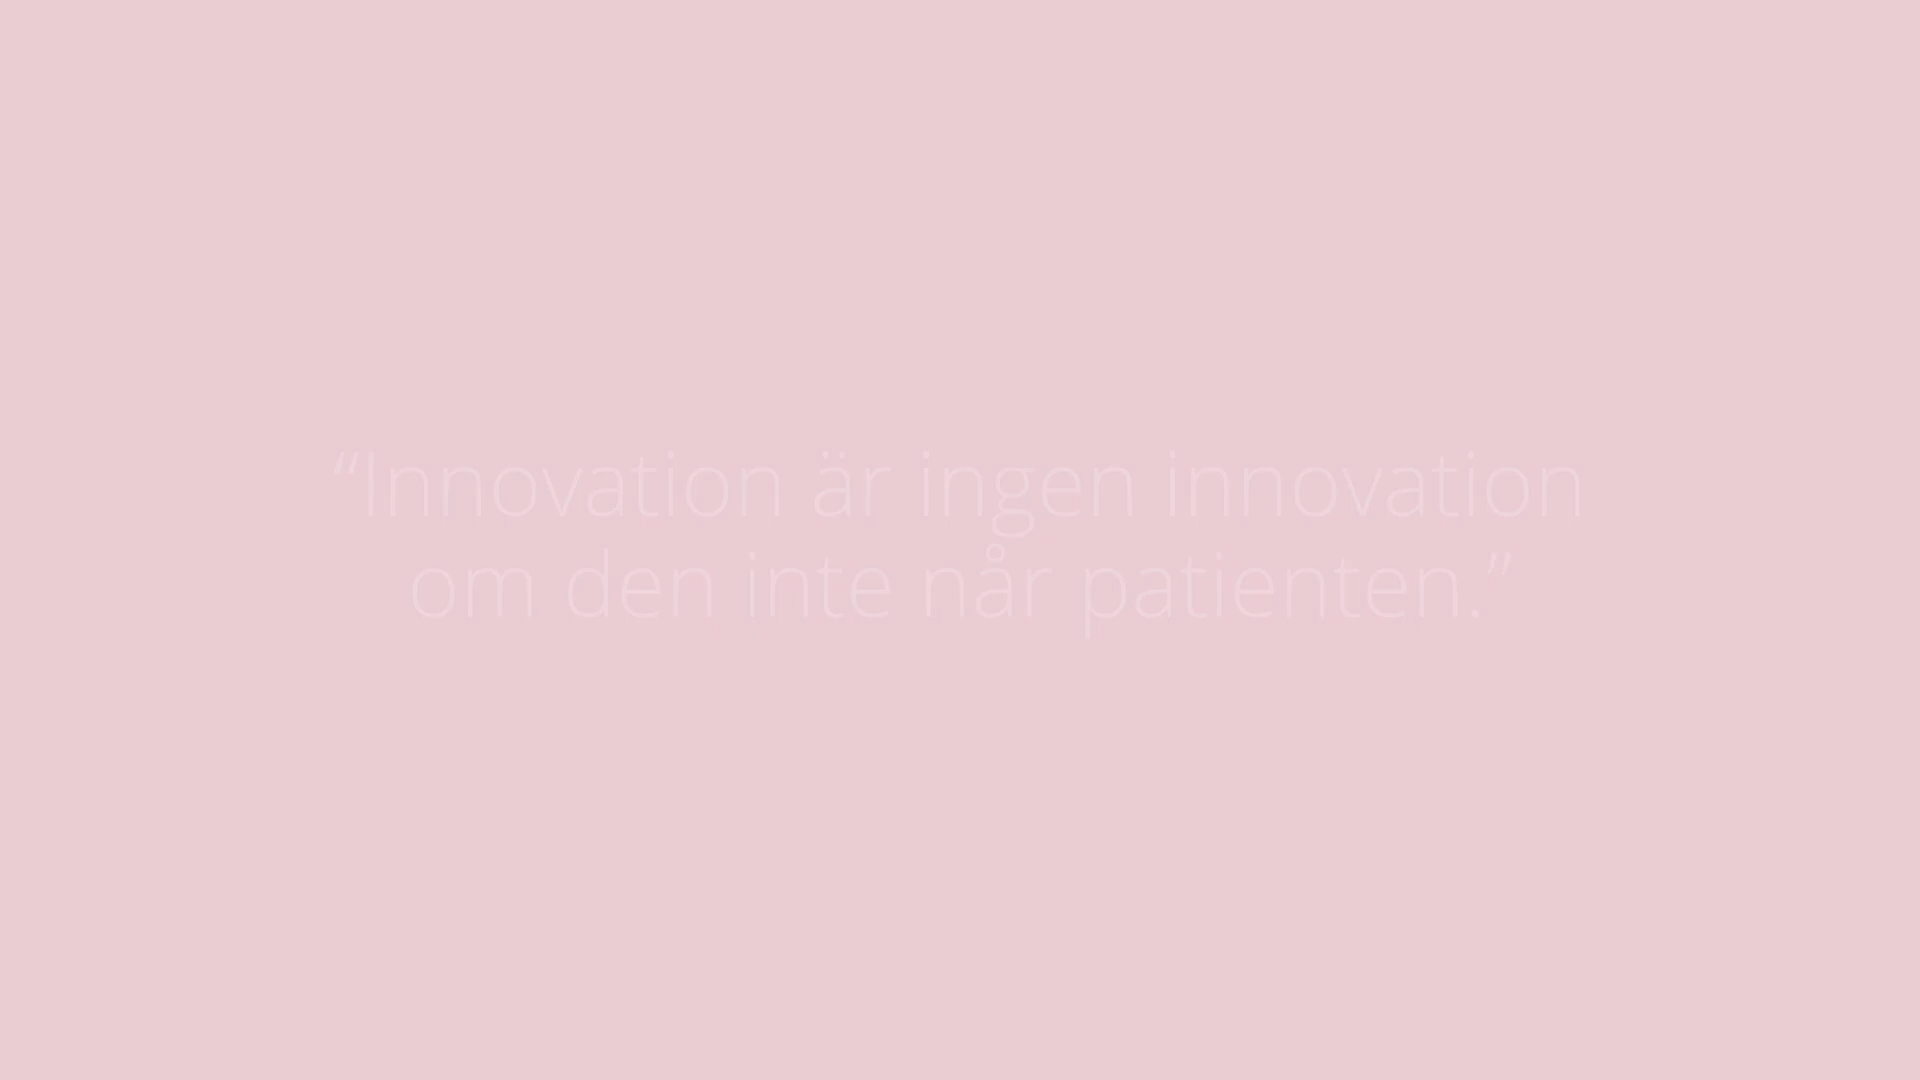 “Innovation är ingen innovation
om den inte når patienten.”